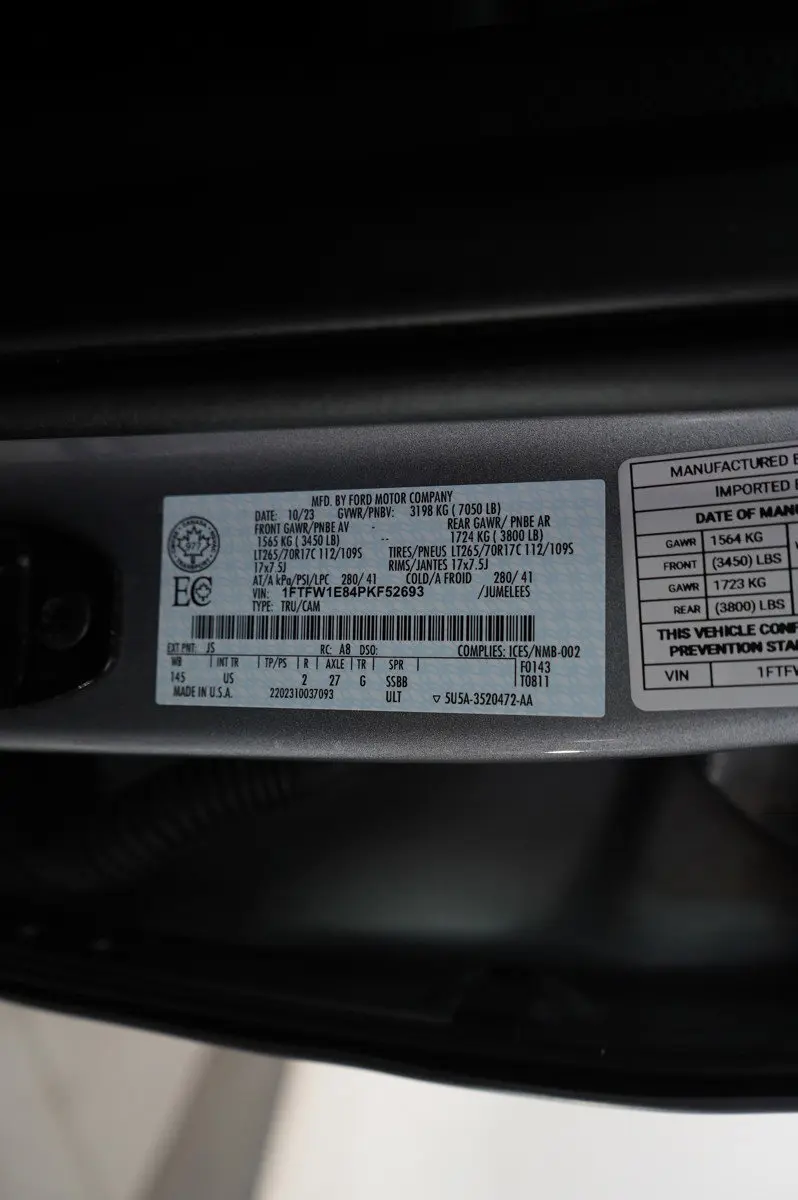 MFD. BY FORD MOTOR COMPANY
DATE: 10/23 GVWR/PNBV: 3198 KG ( 7050 LB)
FRONT GAWR/PNBE AV - REAR GAWR/ PNBE AR
1565 KG ( 3450 LB) -- 1724 KG ( 3800 LB)
LT265/70R17C 112/109S TIRES/PNEUS LT265/70R17C 112/109S
17x7.5J RIMS/JANTES 17x7.5J
AT/A kPa/PSI/LPC 280/ 41 COLD/A FROID 280/ 41
VIN: 1FTFW1E84PKF52693 /JUMELEES
TYPE: TRU/CAM
EC
EXT PNT: JS RC: A8 DSO: COMPLIES: ICES/NMB-002
WB INT TR TP/PS R AXLE TR SPR F0143
145 US 2 27 G SSBB T0811
MADE IN U.S.A. 2202310037093 ULT ▽ 5U5A-3520472-AA
MANUFACTURED
IMPORTED
DATE OF
GAWR 1564 KG
FRONT (3450) LBS
GAWR 1723 KG
REAR (3800) LBS
THIS VEHICLE
PREVENTION
VIN 1FTF